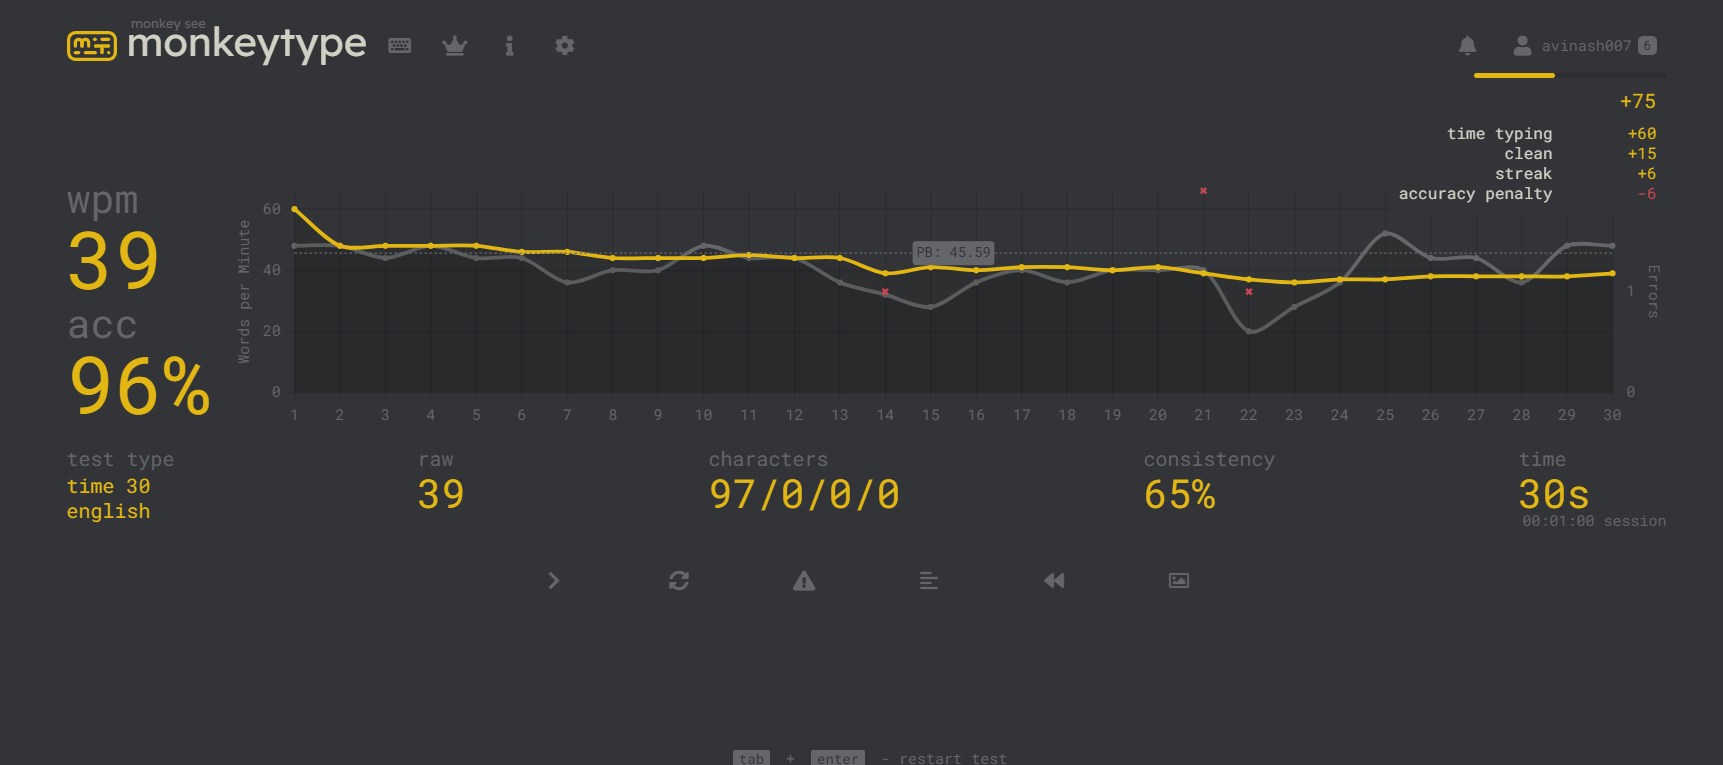 monkey see
monkeytype
avinash007 6
+75
time typing +60
clean +15
streak +6
accuracy penalty -6
wpm
39
acc
96%
Words per Minute
60
40
20
0
PB: 45.59
Errors
1
0
1 2 3 4 5 6 7 8 9 10 11 12 13 14 15 16 17 18 19 20 21 22 23 24 25 26 27 28 29 30
test type
time 30
english
raw
39
characters
97/0/0/0
consistency
65%
time
30s
00:01:00 session
tab + enter - restart test